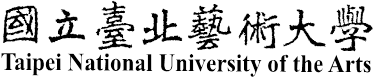 國立臺北藝術大學
Taipei National University of the Arts